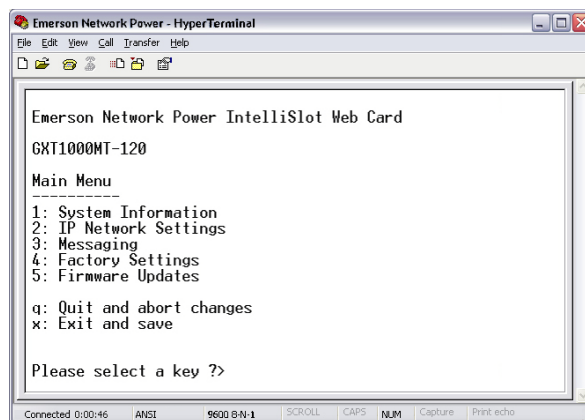 Emerson Network Power - HyperTerminal
File Edit View Call Transfer Help
Emerson Network Power IntelliSlot Web Card
GXT1000MT-120
Main Menu
----------
1: System Information
2: IP Network Settings
3: Messaging
4: Factory Settings
5: Firmware Updates
q: Quit and abort changes
x: Exit and save
Please select a key ?>
Connected 0:00:46 ANSI 9600 8-N-1 SCROLL CAPS NUM Capture Print echo